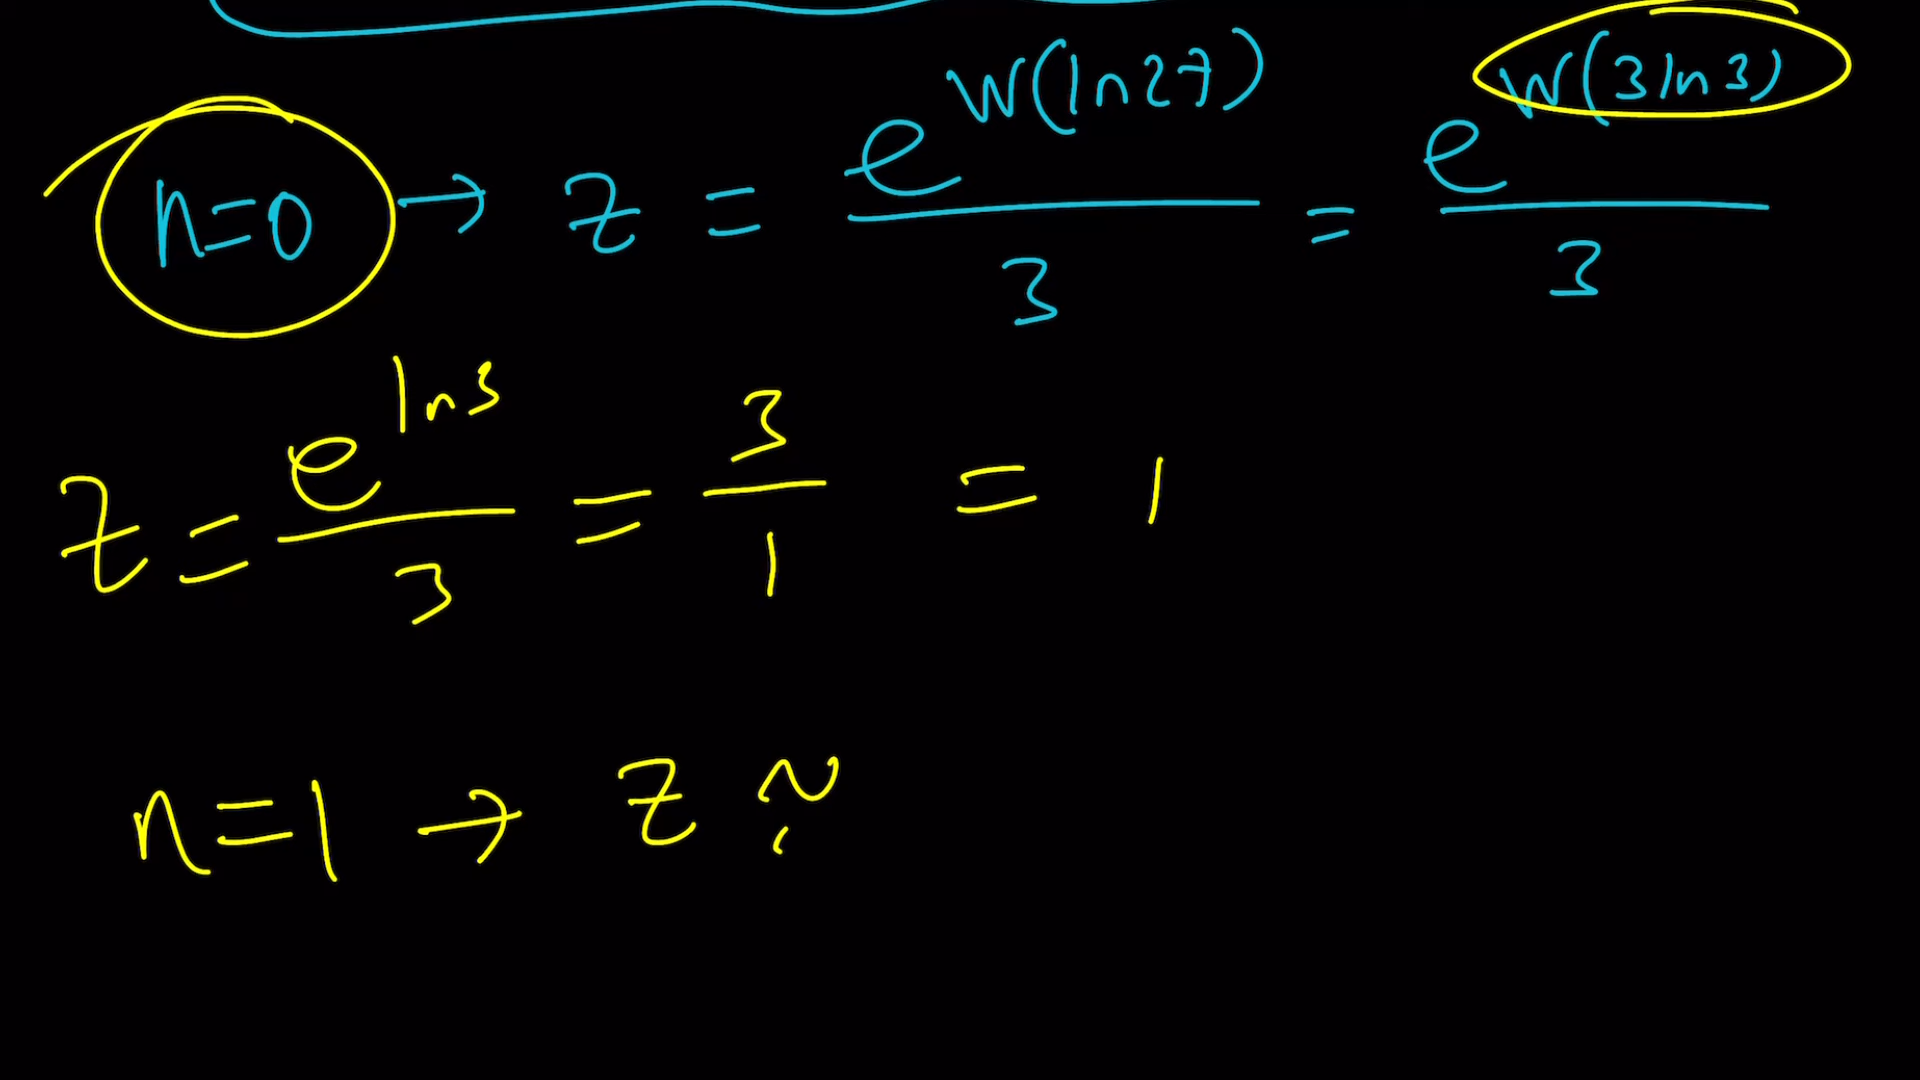 n=0 → z = e^W(ln27) / 3 = e^W(3ln3) / 3
z = e^ln3 / 3 = 3 / 1 = 1
n=1 → z ~